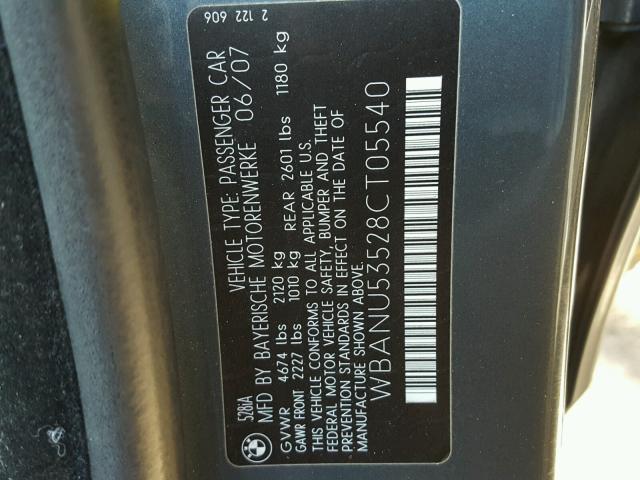 528iA
VEHICLE TYPE: PASSENGER CAR
MFD BY BAYERISCHE MOTORENWERKE 06/07
GVWR 4674 lbs 2120 kg
GAWR FRONT 2227 lbs 1010 kg REAR 2601 lbs 1180 kg
THIS VEHICLE CONFORMS TO ALL APPLICABLE U.S.
FEDERAL MOTOR VEHICLE SAFETY, BUMPER AND THEFT
PREVENTION STANDARDS IN EFFECT ON THE DATE OF
MANUFACTURE SHOWN ABOVE.
WBANU53528CT05540
2 122 606